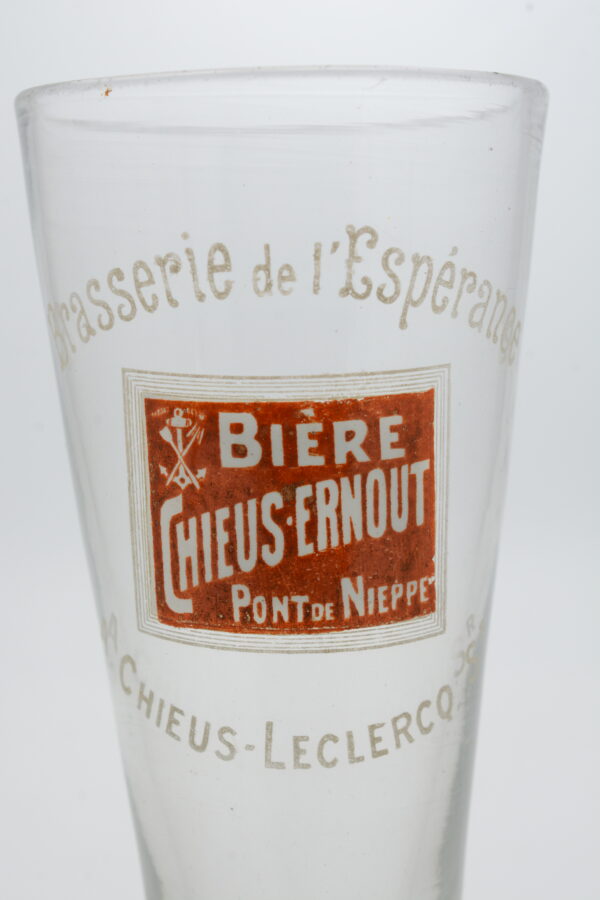 Brasserie de l'Espérance
BIÈRE
CHIEUS-ERNOUT
PONT DE NIEPPE
A. CHIEUS-LECLERCQ